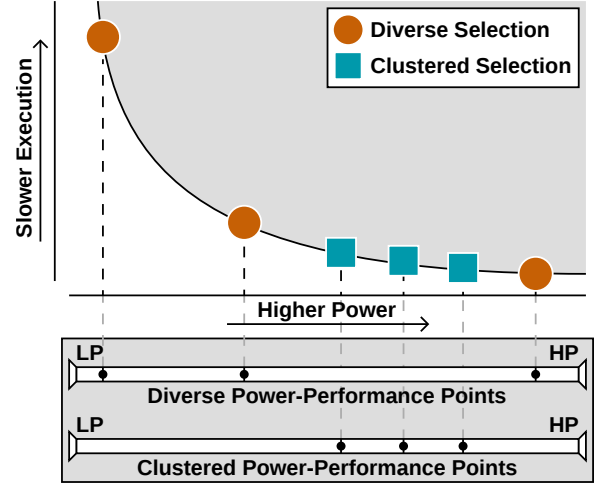 Diverse Selection
Clustered Selection
Slower Execution
Higher Power
LP HP
Diverse Power-Performance Points
LP HP
Clustered Power-Performance Points